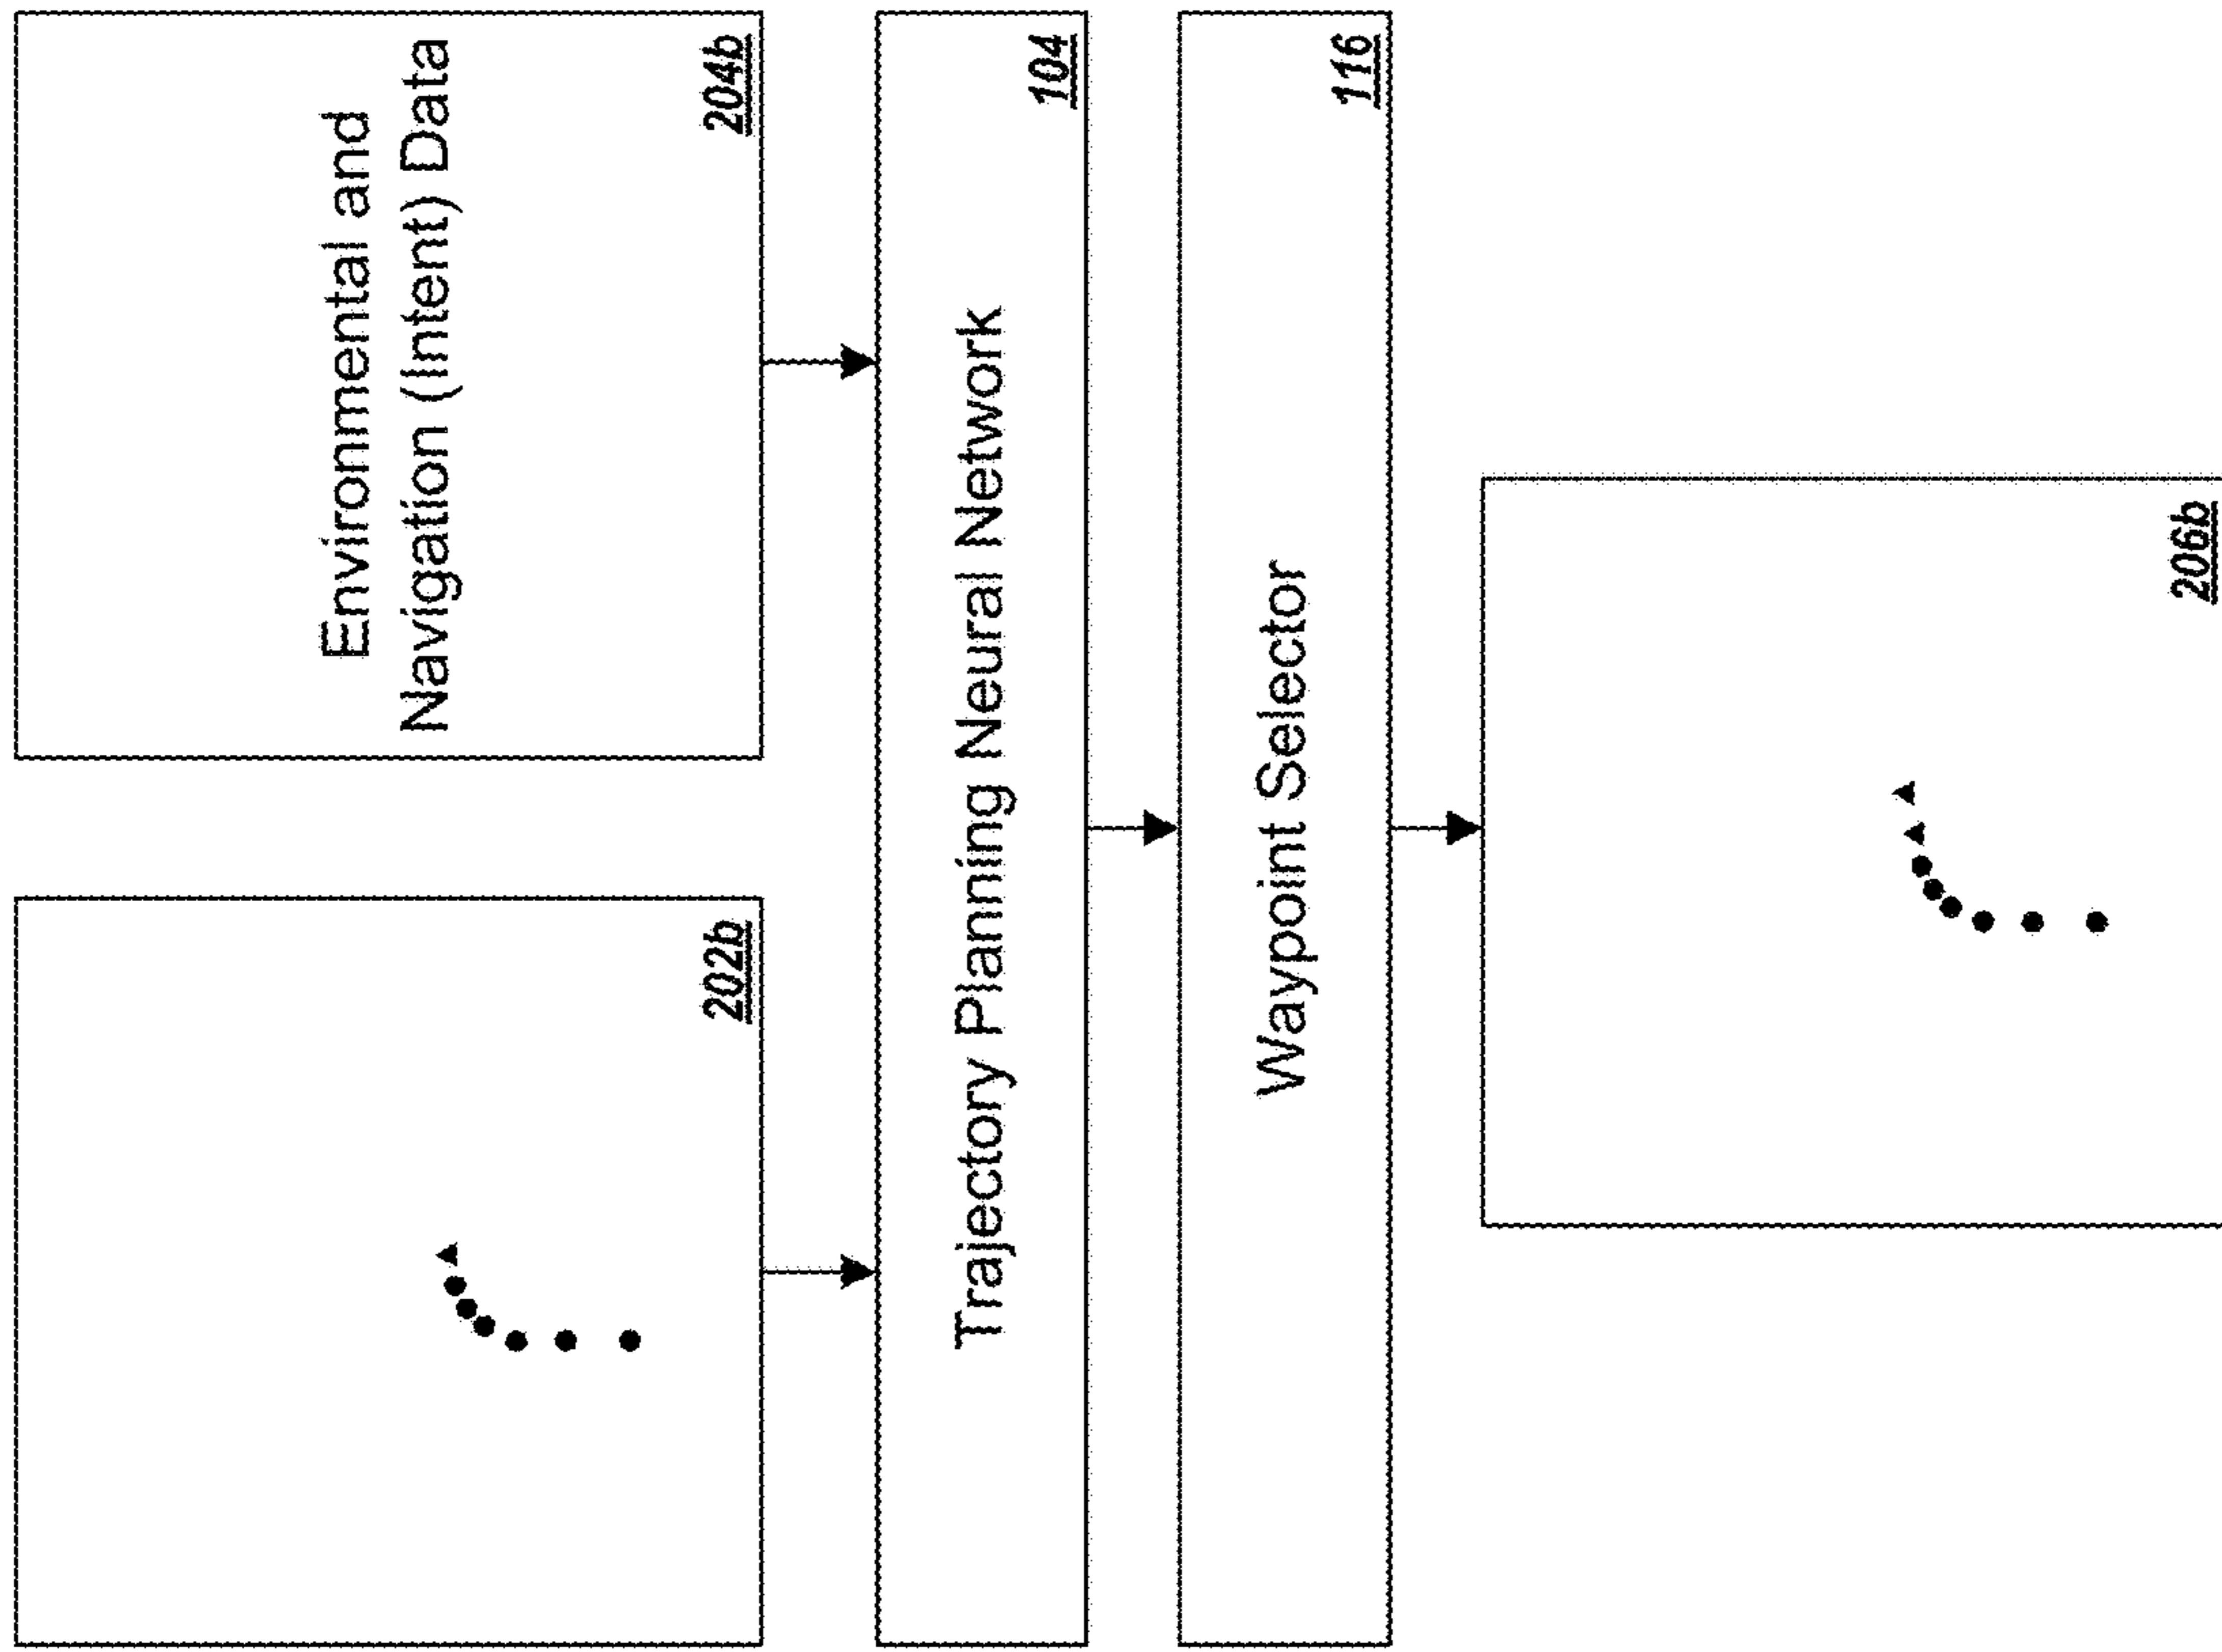 202b
Environmental and
Navigation (Intent) Data
204b
Trajectory Planning Neural Network
104
Waypoint Selector
116
206b